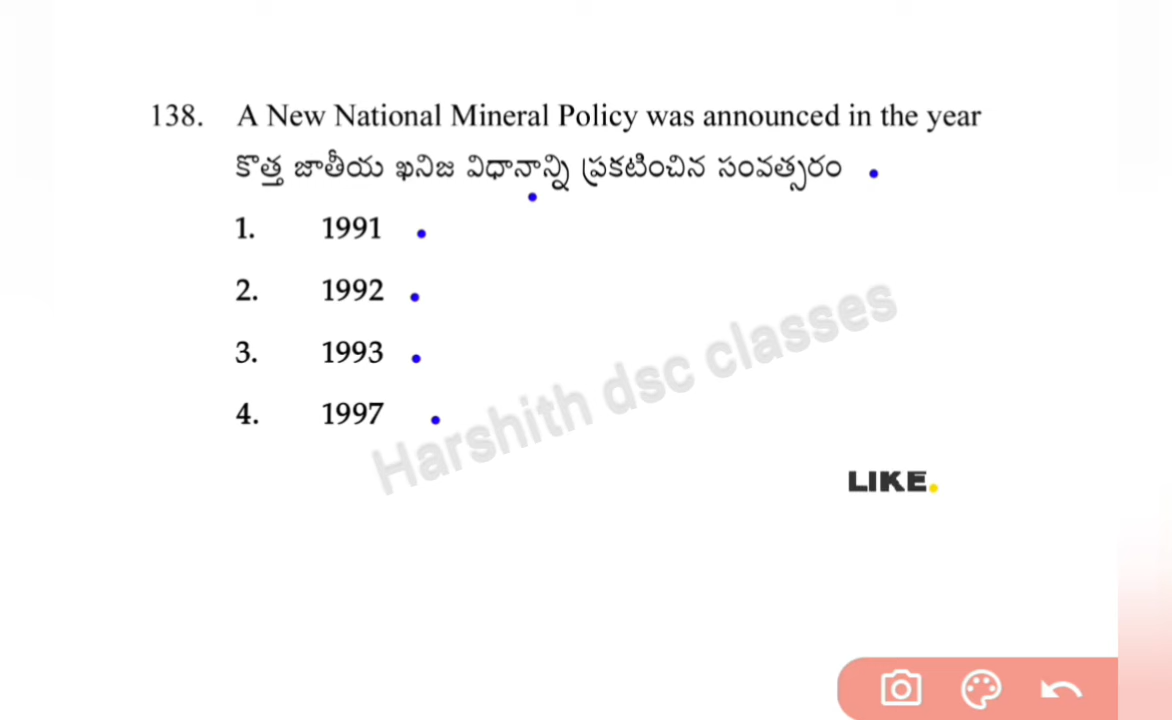 138. A New National Mineral Policy was announced in the year
కొత్త జాతీయ ఖనిజ విధానాన్ని ప్రకటించిన సంవత్సరం
1. 1991
2. 1992
3. 1993
4. 1997
Harshith dsc classes
LIKE.